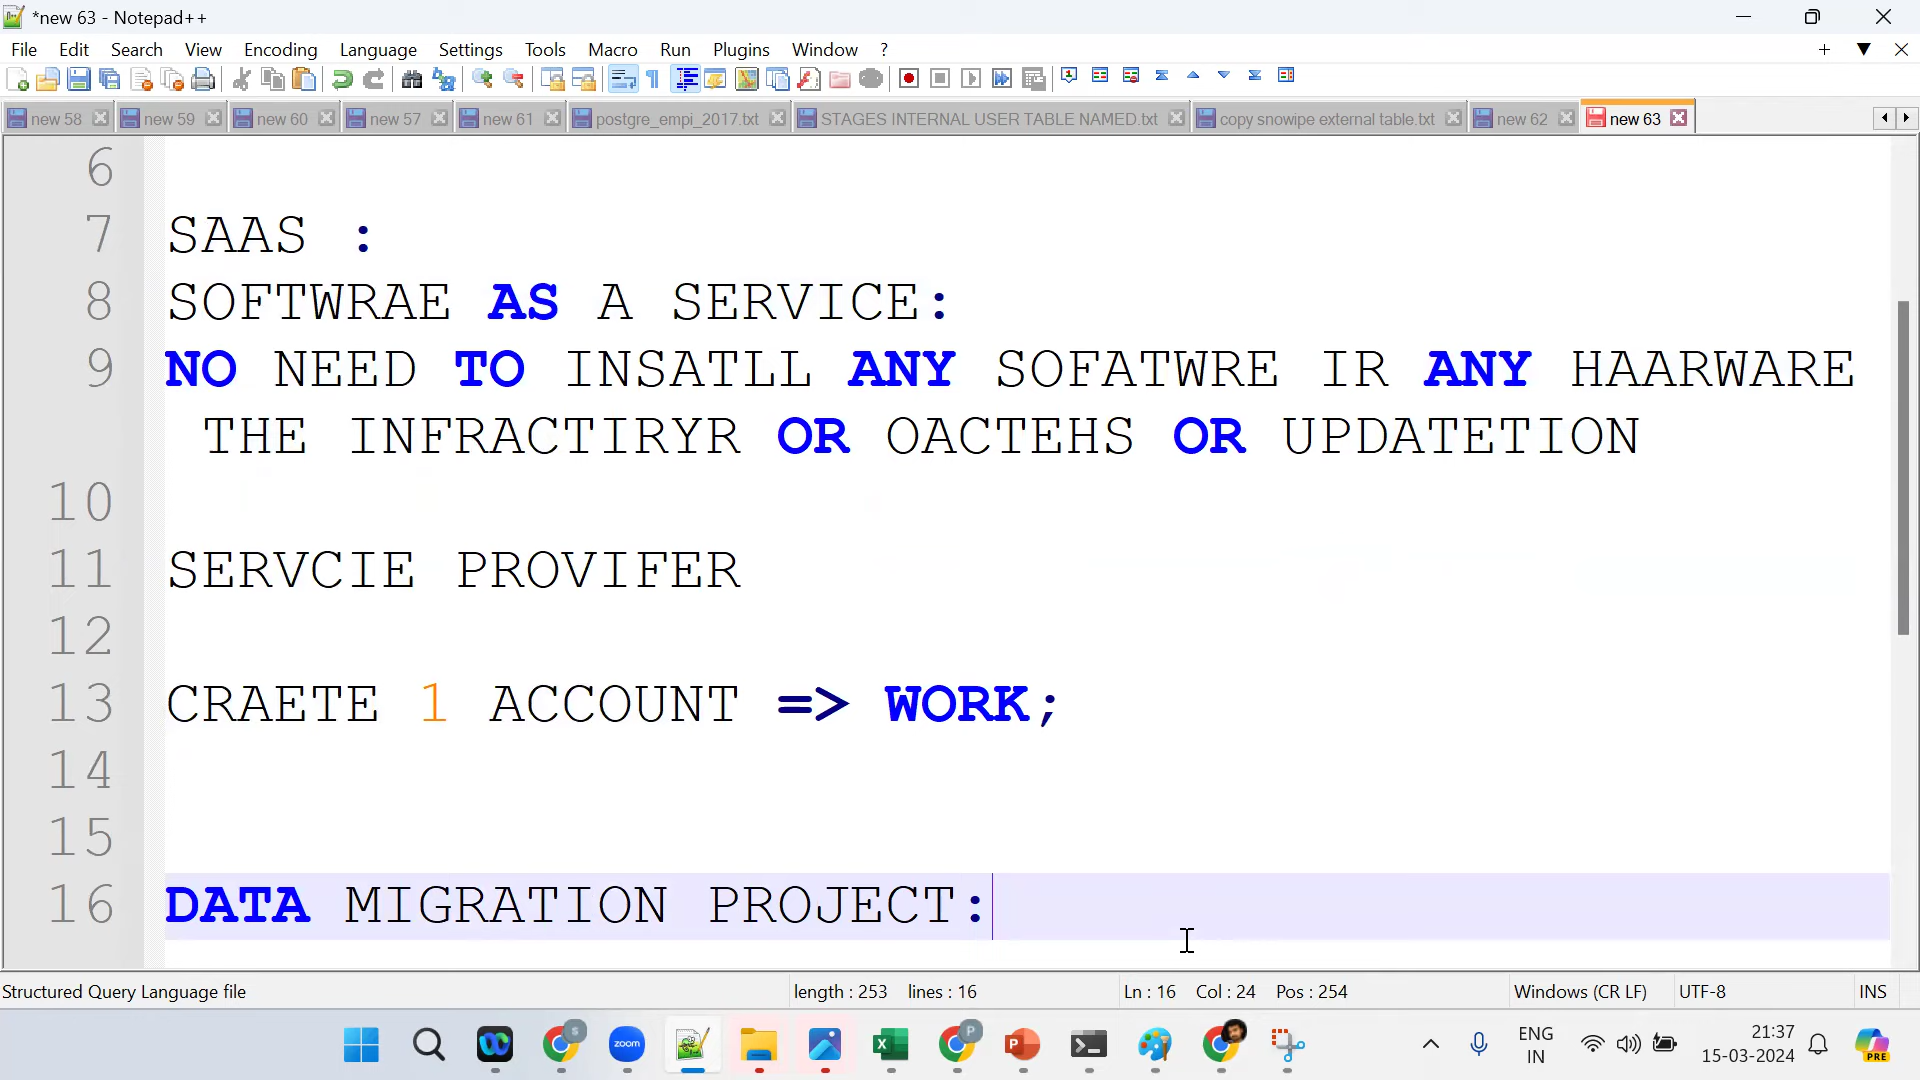 *new 63 - Notepad++
File Edit Search View Encoding Language Settings Tools Macro Run Plugins Window ?
new 58 new 59 new 60 new 57 new 61 postgre_empi_2017.txt STAGES INTERNAL USER TABLE NAMED.txt copy snowipe external table.txt new 62 new 63
6
7 SAAS :
8 SOFTWRAE AS A SERVICE:
9 NO NEED TO INSATLL ANY SOFATWRE IR ANY HAARWARE
THE INFRACTIRYR OR OACTEHS OR UPDATETION
10
11 SERVCIE PROVIFER
12
13 CRAETE 1 ACCOUNT => WORK;
14
15
16 DATA MIGRATION PROJECT:
Structured Query Language file length : 253 lines : 16 Ln : 16 Col : 24 Pos : 254 Windows (CR LF) UTF-8 INS
zoom
ENG
IN
21:37
15-03-2024
PRE